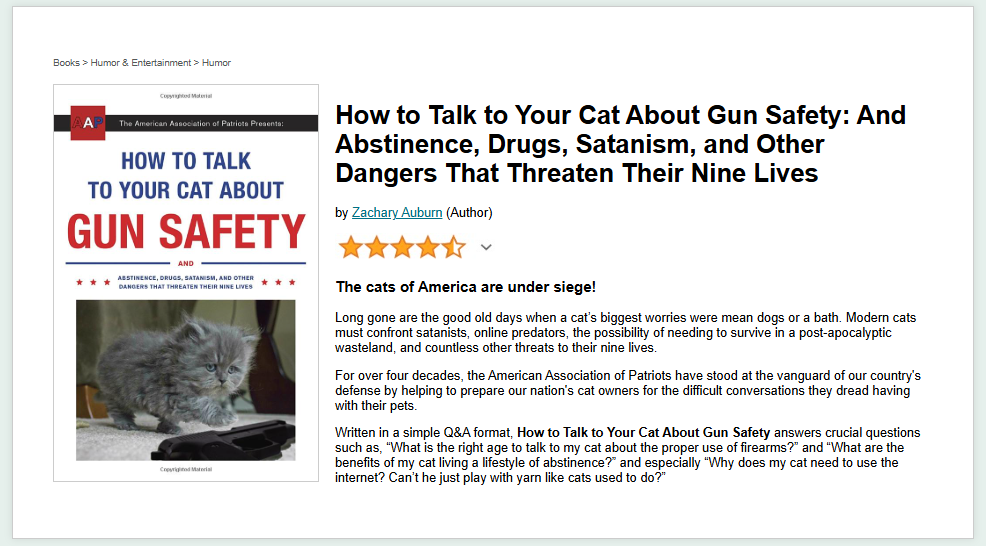 Books > Humor & Entertainment > Humor
Copyrighted Material
AAP
The American Association of Patriots Presents:
HOW TO TALK
TO YOUR CAT ABOUT
GUN SAFETY
AND
ABSTINENCE, DRUGS, SATANISM, AND OTHER
DANGERS THAT THREATEN THEIR NINE LIVES
Copyrighted Material
How to Talk to Your Cat About Gun Safety: And
Abstinence, Drugs, Satanism, and Other
Dangers That Threaten Their Nine Lives
by Zachary Auburn (Author)
The cats of America are under siege!
Long gone are the good old days when a cat's biggest worries were mean dogs or a bath. Modern cats
must confront satanists, online predators, the possibility of needing to survive in a post-apocalyptic
wasteland, and countless other threats to their nine lives.
For over four decades, the American Association of Patriots have stood at the vanguard of our country's
defense by helping to prepare our nation's cat owners for the difficult conversations they dread having
with their pets.
Written in a simple Q&A format, How to Talk to Your Cat About Gun Safety answers crucial questions
such as, “What is the right age to talk to my cat about the proper use of firearms?” and “What are the
benefits of my cat living a lifestyle of abstinence?” and especially “Why does my cat need to use the
internet? Can’t he just play with yarn like cats used to do?”